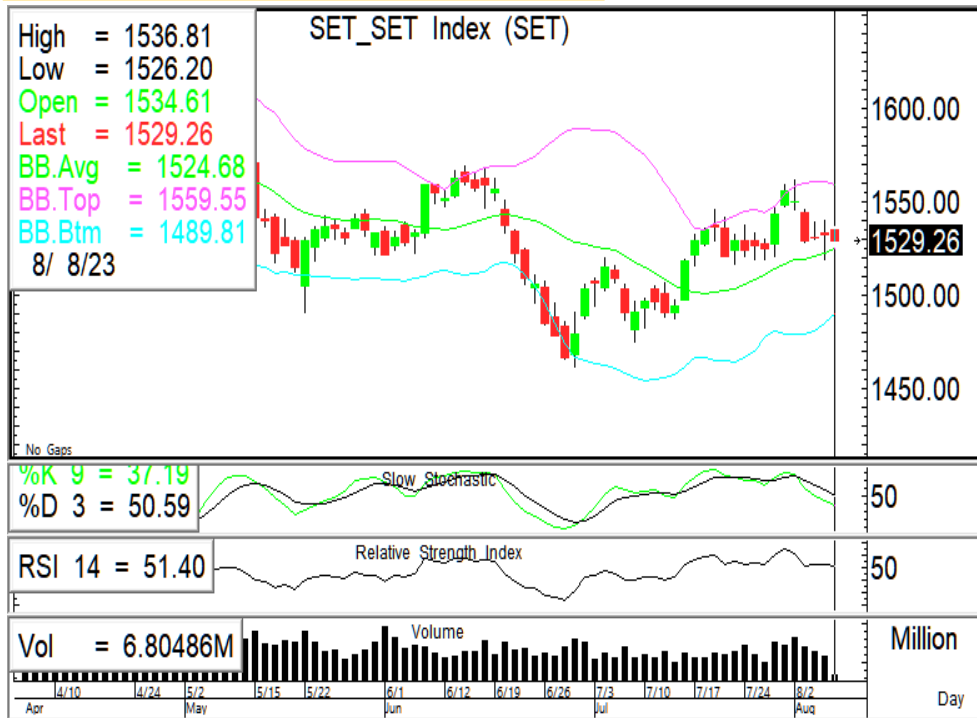 SET_SET Index (SET)
High = 1536.81
Low = 1526.20
Open = 1534.61
Last = 1529.26
BB.Avg = 1524.68
BB.Top = 1559.55
BB.Btm = 1489.81
8/ 8/23
1600.00
1550.00
1529.26
1500.00
1450.00
No Gaps
%K 9 = 37.19
%D 3 = 50.59
Slow Stochastic
50
RSI 14 = 51.40
Relative Strength Index
50
Vol = 6.80486M
Volume
Million
4/10 4/24 5/2 5/15 5/22 6/1 6/12 6/19 6/26 7/3 7/10 7/17 7/24 8/2
Apr May Jun Jul Aug
Day